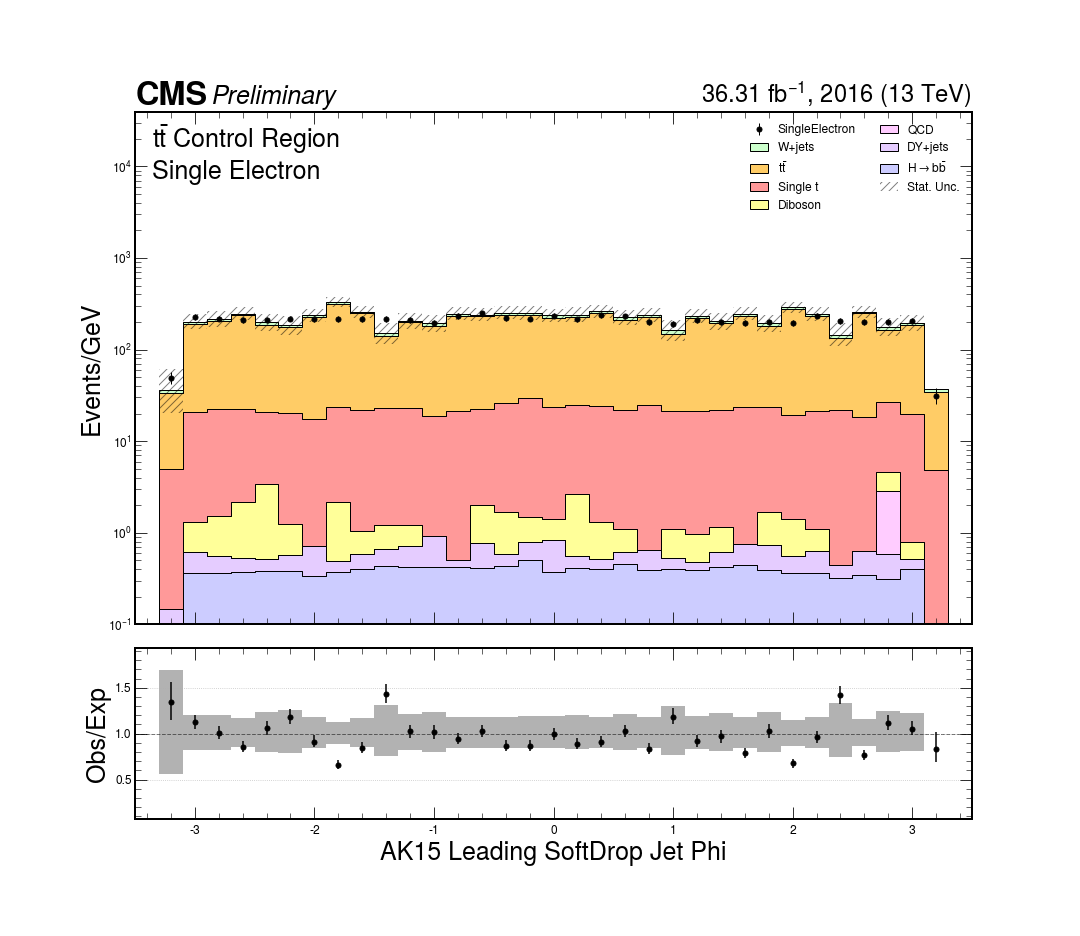 CMS Preliminary
36.31 fb⁻¹, 2016 (13 TeV)
tt̄ Control Region
Single Electron
SingleElectron
W+jets
tt̄
Single t
Diboson
QCD
DY+jets
H→bb̄
Stat. Unc.
Events/GeV
10⁴
10³
10²
10¹
10⁰
10⁻¹
Obs/Exp
1.5
1.0
0.5
-3 -2 -1 0 1 2 3
AK15 Leading SoftDrop Jet Phi